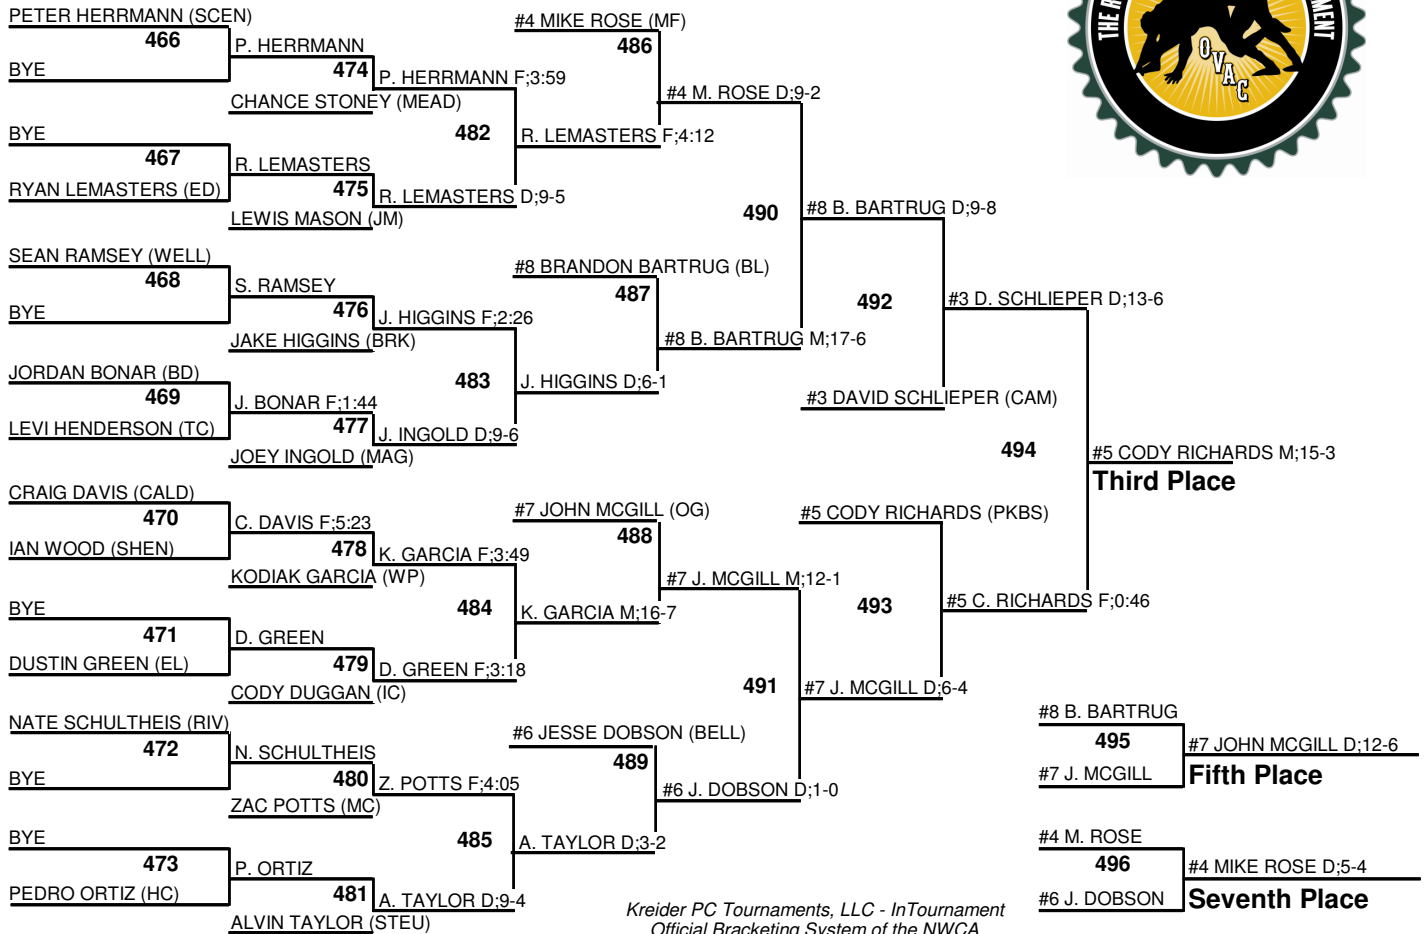 PETER HERRMANN (SCEN)
466
BYE
P. HERRMANN
474
CHANCE STONEY (MEAD)
P. HERRMANN F;3:59
BYE
467
RYAN LEMASTERS (ED)
R. LEMASTERS
475
LEWIS MASON (JM)
R. LEMASTERS D;9-5
482
#4 MIKE ROSE (MF)
486
R. LEMASTERS F;4:12
#4 M. ROSE D;9-2
SEAN RAMSEY (WELL)
468
BYE
S. RAMSEY
476
JAKE HIGGINS (BRK)
J. HIGGINS F;2:26
JORDAN BONAR (BD)
469
LEVI HENDERSON (TC)
J. BONAR F;1:44
477
JOEY INGOLD (MAG)
J. INGOLD D;9-6
483
#8 BRANDON BARTRUG (BL)
487
J. HIGGINS D;6-1
#8 B. BARTRUG M;17-6
490
#8 B. BARTRUG D;9-8
492
#3 DAVID SCHLIEPER (CAM)
#3 D. SCHLIEPER D;13-6
CRAIG DAVIS (CALD)
470
IAN WOOD (SHEN)
C. DAVIS F;5:23
478
KODIAK GARCIA (WP)
K. GARCIA F;3:49
BYE
471
DUSTIN GREEN (EL)
D. GREEN
479
CODY DUGGAN (IC)
D. GREEN F;3:18
484
#7 JOHN MCGILL (OG)
488
K. GARCIA M;16-7
#7 J. MCGILL M;12-1
NATE SCHULTHEIS (RIV)
472
BYE
N. SCHULTHEIS
480
ZAC POTTS (MC)
Z. POTTS F;4:05
BYE
473
PEDRO ORTIZ (HC)
P. ORTIZ
481
ALVIN TAYLOR (STEU)
A. TAYLOR D;9-4
485
#6 JESSE DOBSON (BELL)
489
A. TAYLOR D;3-2
#6 J. DOBSON D;1-0
491
#5 CODY RICHARDS (PKBS)
493
#7 J. MCGILL D;6-4
#5 C. RICHARDS F;0:46
494
#5 CODY RICHARDS M;15-3
Third Place
#8 B. BARTRUG
495
#7 J. MCGILL
#7 JOHN MCGILL D;12-6
Fifth Place
#4 M. ROSE
496
#6 J. DOBSON
#4 MIKE ROSE D;5-4
Seventh Place
Kreider PC Tournaments, LLC - InTournament
Official Bracketing System of the NWCA
OVAC